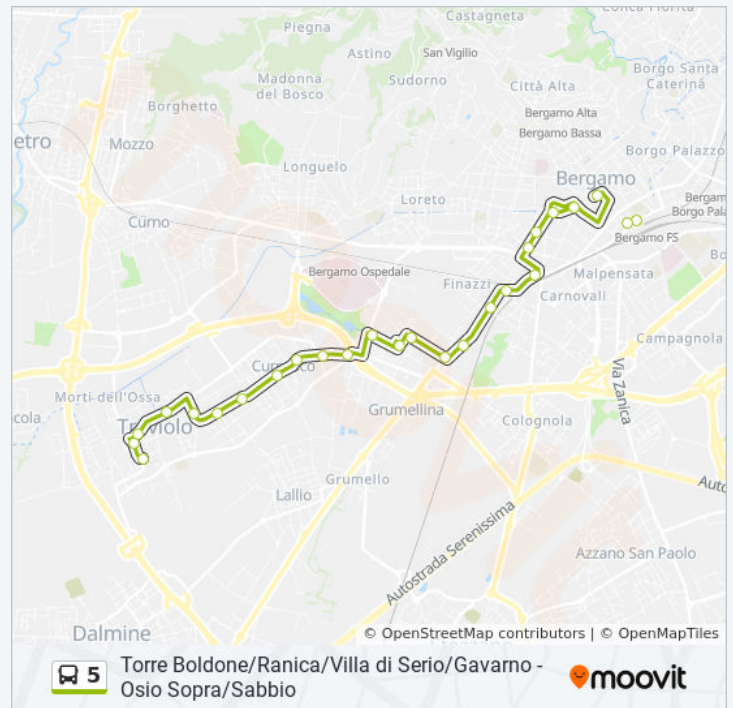 Piegna
Castagneta
Conca Fiorita
Astino
San Vigilio
Madonna
del Bosco
Sudorno
Città Alta
Borgo Santa
Caterina
Borghetto
Bergamo Alta
Bergamo Bassa
etro
Mozzo
Borgo Palazzo
Longuelo
Bergamo
Loreto
Bergam
Borgo Pala
Curno
Bergamo FS
Bergamo Ospedale
Finazzi
Malpensata
Bo
Carnovali
Campagnola
Morti dell'Ossa
Via Zanica
cola
Treviolo
Grumellina
Colognola
Grumello
Lallio
Auto
Autostrada Serenissima
Azzano San Paolo
Dalmine
© OpenStreetMap contributors | © OpenMapTiles
5
Torre Boldone/Ranica/Villa di Serio/Gavarno -
Osio Sopra/Sabbio
moovit